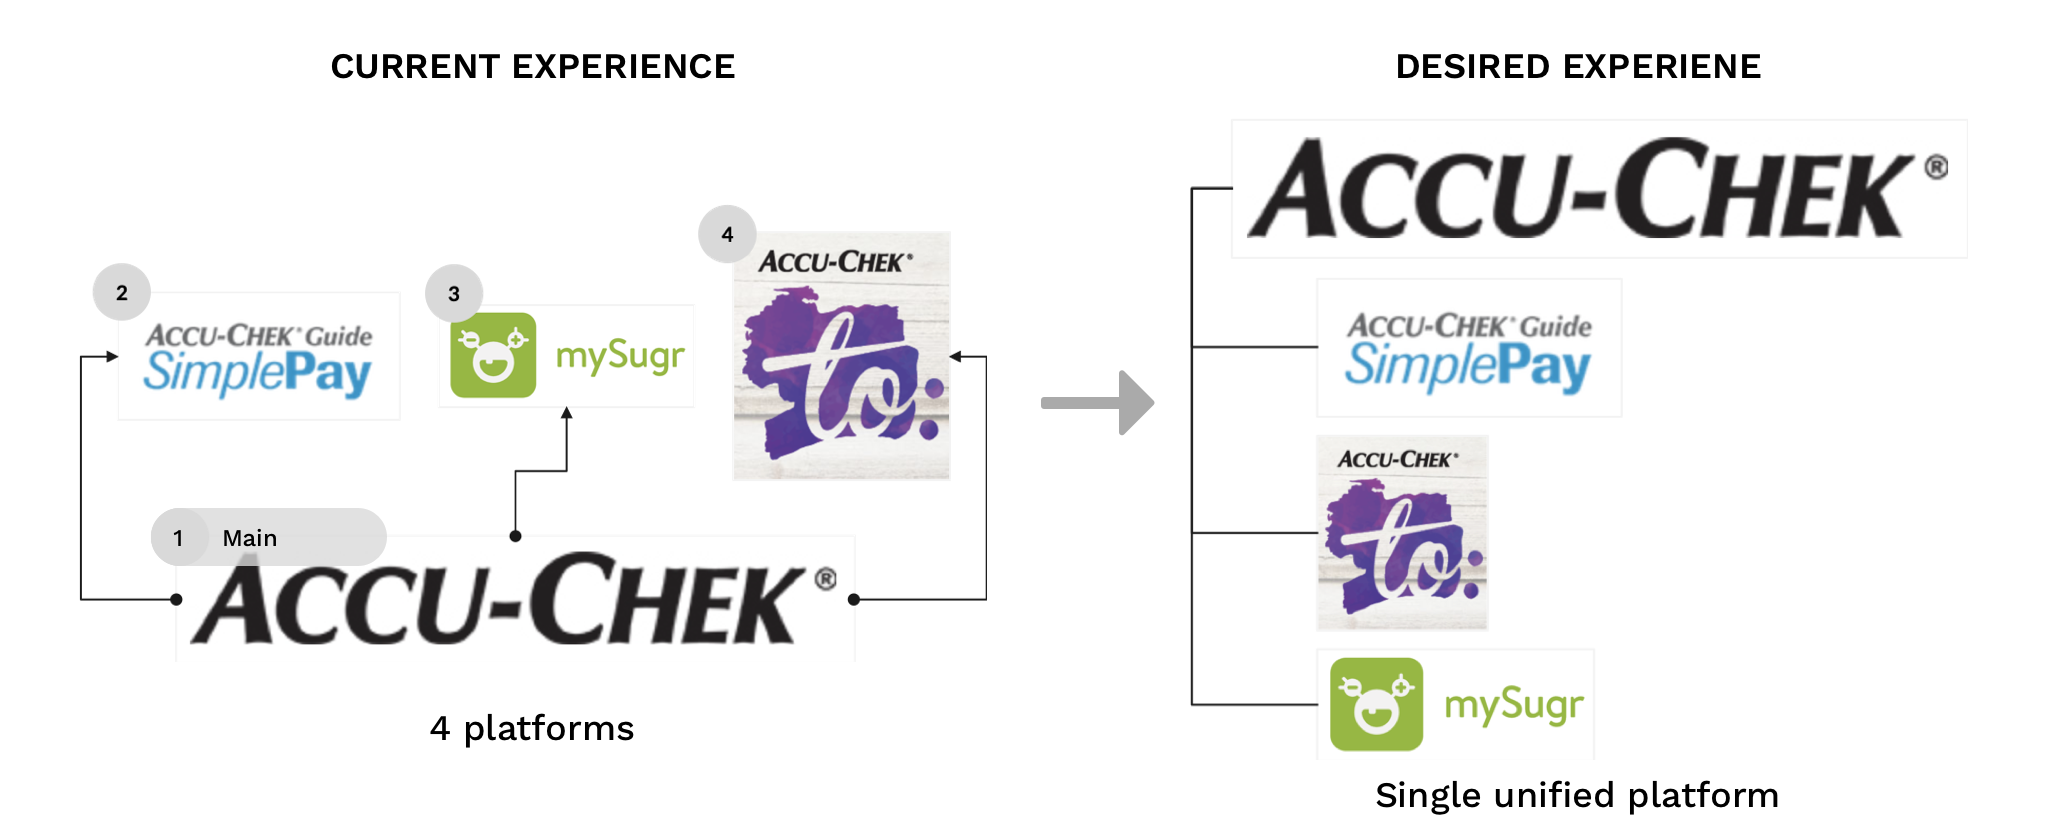 CURRENT EXPERIENCE
2
ACCU-CHEK® Guide
SimplePay
3
mySugr
4
ACCU-CHEK®
to:
1 Main
ACCU-CHEK®
4 platforms
DESIRED EXPERIENE
ACCU-CHEK®
ACCU-CHEK® Guide
SimplePay
ACCU-CHEK®
to:
mySugr
Single unified platform